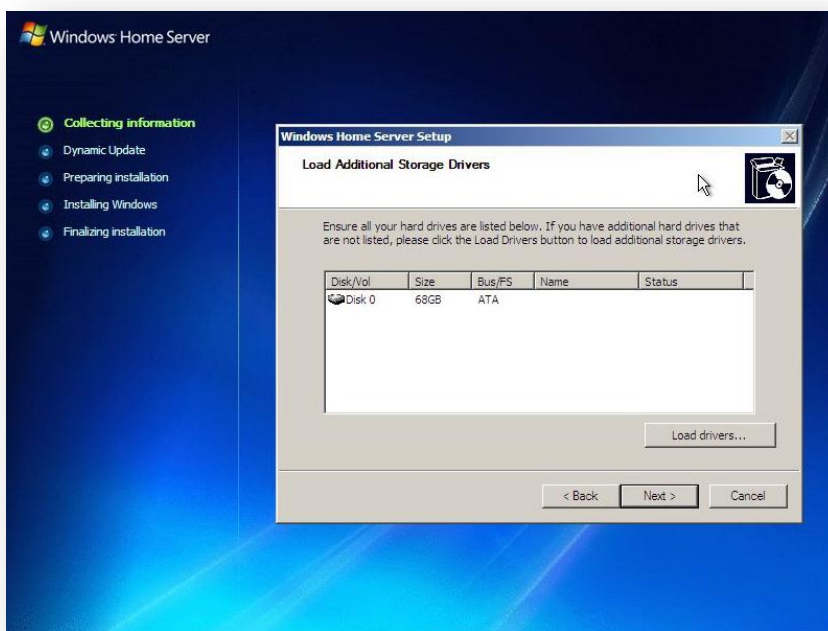 Windows Home Server
Collecting information
Dynamic Update
Preparing installation
Installing Windows
Finalizing installation
Windows Home Server Setup
Load Additional Storage Drivers
Ensure all your hard drives are listed below. If you have additional hard drives that
are not listed, please click the Load Drivers button to load additional storage drivers.
Disk/Vol Size Bus/FS Name Status
Disk 0 68GB ATA
Load drivers...
< Back Next > Cancel